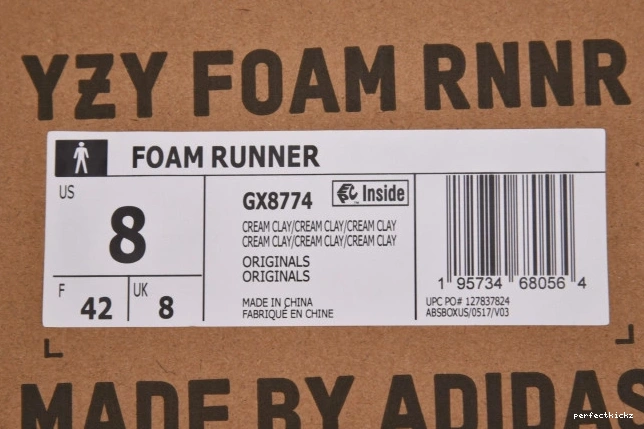 YZY FOAM RNNR
FOAM RUNNER
US
8
F
42
UK
8
GX8774
Inside
CREAM CLAY/CREAM CLAY/CREAM CLAY
CREAM CLAY/CREAM CLAY/CREAM CLAY
ORIGINALS
ORIGINALS
MADE IN CHINA
FABRIQUÉ EN CHINE
1 95734 68056 4
UPC PO# 127837824
ABSBOXUS/0517/V03
MADE BY ADIDAS
perfectkickz